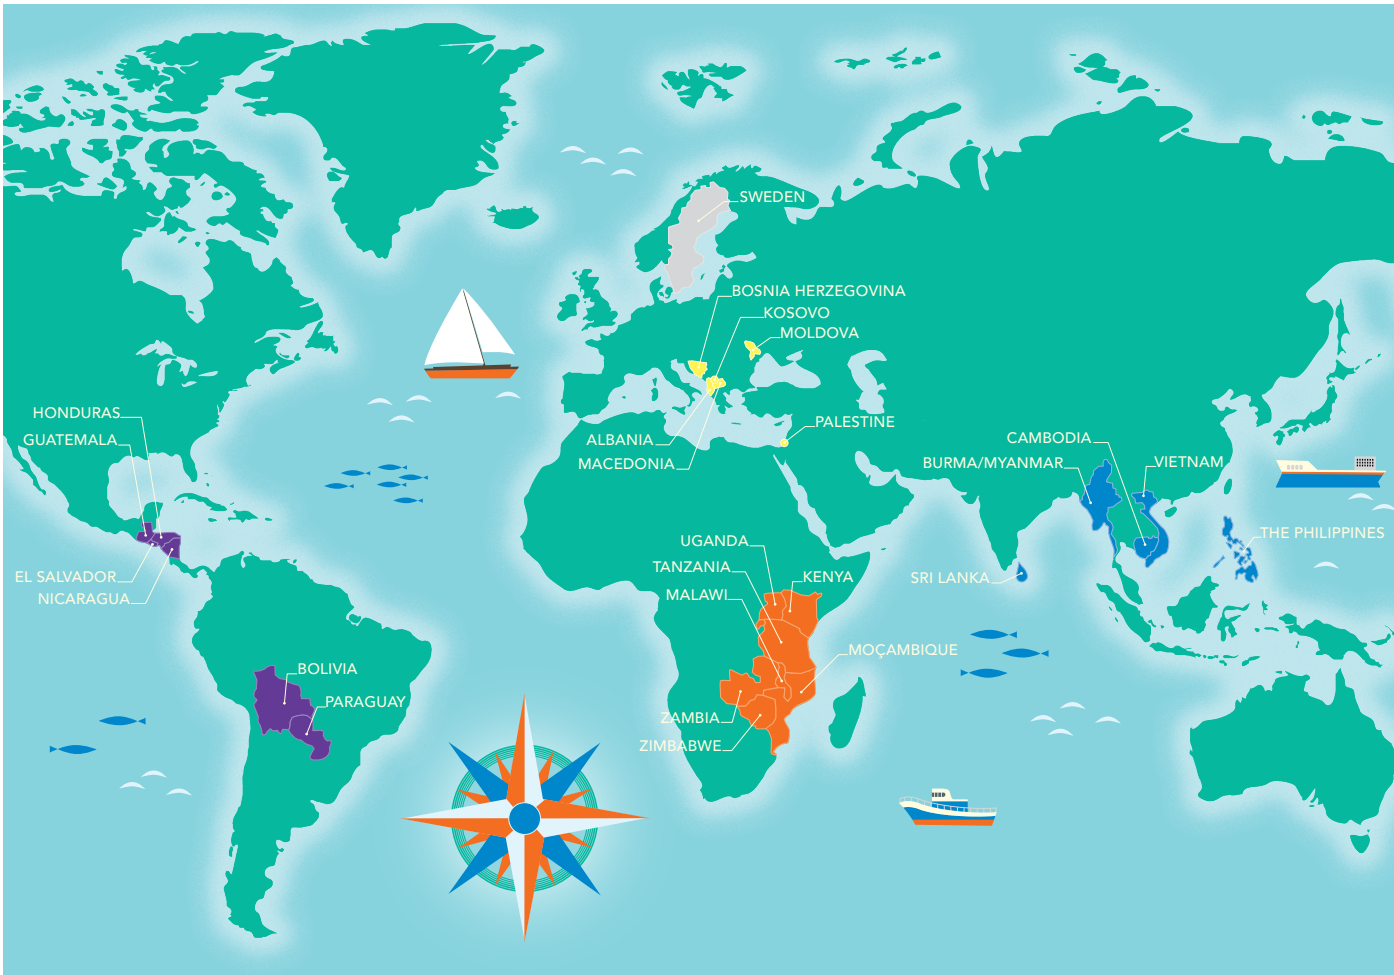 SWEDEN
BOSNIA HERZEGOVINA
KOSOVO
MOLDOVA
HONDURAS
GUATEMALA
PALESTINE
ALBANIA
MACEDONIA
CAMBODIA
BURMA/MYANMAR
VIETNAM
THE PHILIPPINES
UGANDA
TANZANIA
KENYA
MALAWI
SRI LANKA
EL SALVADOR
NICARAGUA
MOÇAMBIQUE
BOLIVIA
PARAGUAY
ZAMBIA
ZIMBABWE